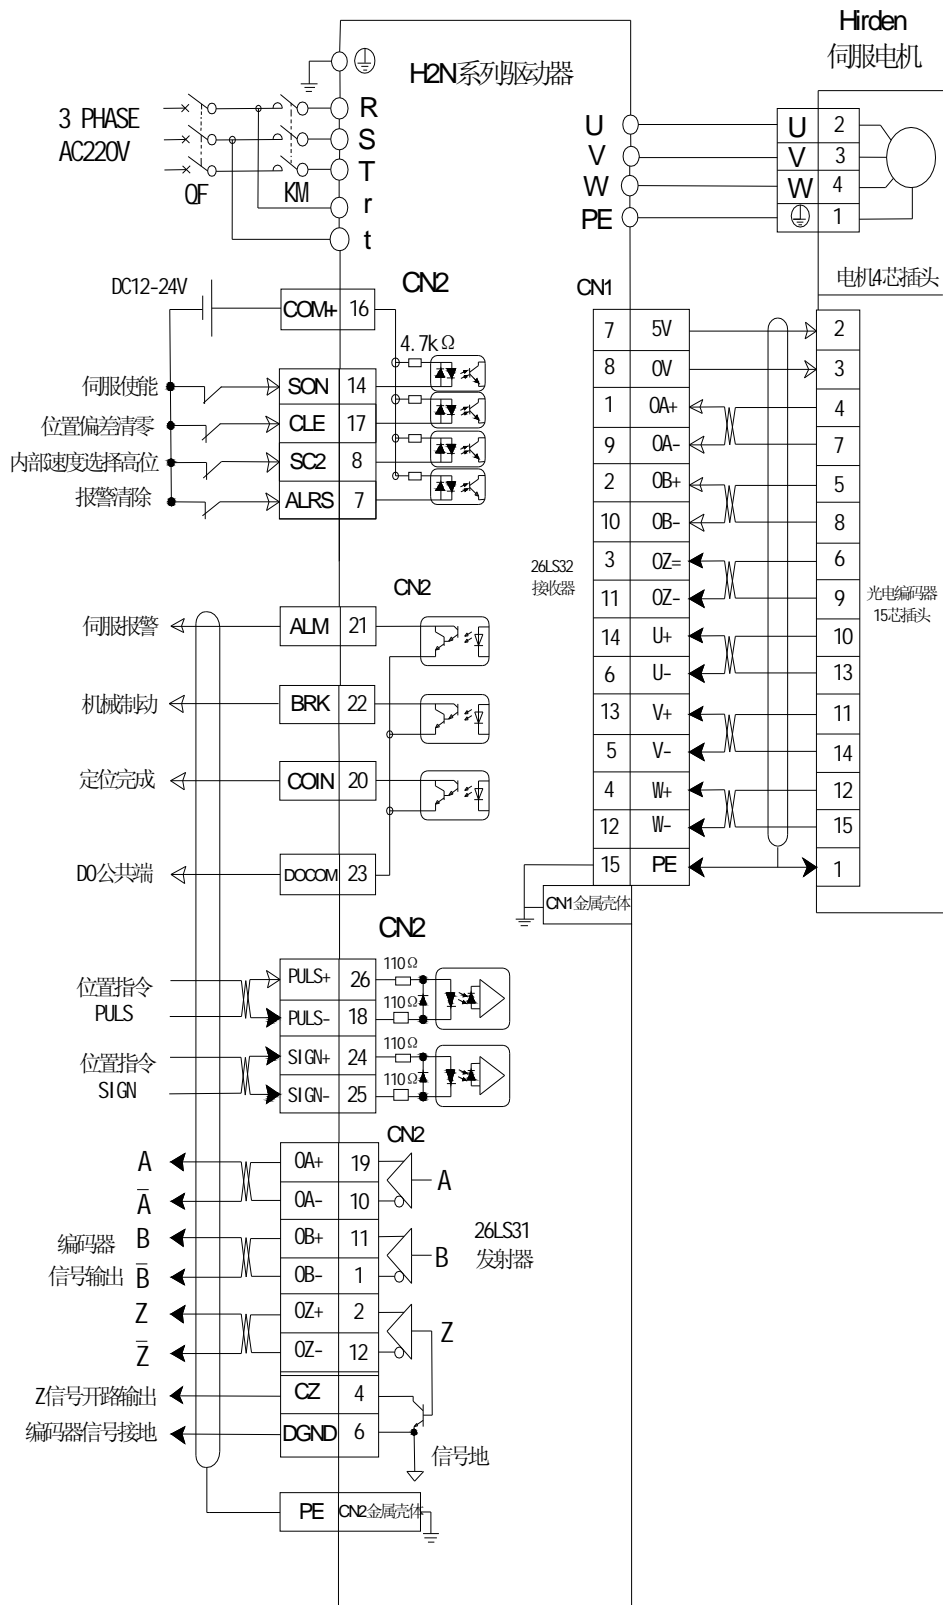 Hirden
伺服电机
H2N系列驱动器
3 PHASE
AC220V
QF
KM
R
S
T
r
t
U
V
W
PE
U 2
V 3
W 4
1
电机4芯插头
DC12-24V
CN2
COM+ 16
4.7kΩ
伺服使能 SON 14
位置偏差清零 CLE 17
内部速度选择高位 SC2 8
报警清除 ALRS 7
CN1
7 5V 2
8 0V 3
1 0A+ 4
9 0A- 7
2 0B+ 5
10 0B- 8
3 0Z= 6
11 0Z- 9
14 U+ 10
6 U- 13
13 V+ 11
5 V- 14
4 W+ 12
12 W- 15
15 PE 1
26LS32
接收器
光电编码器
15芯插头
CN1金属壳体
CN2
伺服报警 ALM 21
机械制动 BRK 22
定位完成 COIN 20
DO公共端 DOCOM 23
CN2
位置指令
PULS
PULS+ 26 110Ω
PULS- 18 110Ω
位置指令
SIGN
SIGN+ 24 110Ω
SIGN- 25 110Ω
CN2
A 0A+ 19
A̅ 0A- 10
A
编码器
信号输出
B 0B+ 11
B̅ 0B- 1
B
26LS31
发射器
Z 0Z+ 2
Z̅ 0Z- 12
Z
Z信号开路输出 CZ 4
编码器信号接地 DGND 6
信号地
PE CN2金属壳体